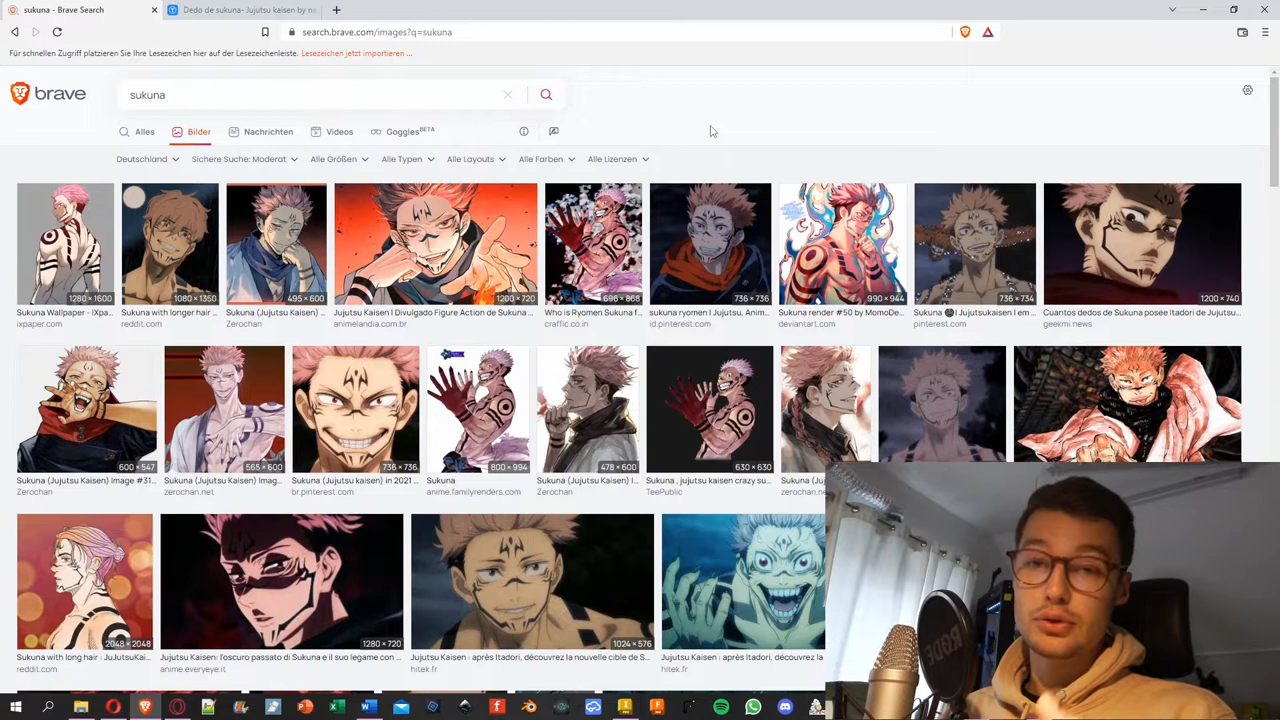 sukuna - Brave Search
Dedo de sukuna- Jujutsu kaisen by n
search.brave.com/images?q=sukuna
Für schnellen Zugriff platzieren Sie Ihre Lesezeichen hier auf der Lesezeichenleiste. Lesezeichen jetzt importieren ...
brave
sukuna
Alles Bilder Nachrichten Videos Goggles BETA
Deutschland Sichere Suche: Moderat Alle Größen Alle Typen Alle Layouts Alle Farben Alle Lizenzen
1280 × 1600 1080 × 1350 495 × 600 1200 × 720 696 × 868 736 × 736 990 × 944 736 × 734 1200 × 740
Sukuna Wallpaper - iXpa... Sukuna with longer hair ... Sukuna (Jujutsu Kaisen) ... Jujutsu Kaisen | Divulgado Figure Action de Sukuna ... Who is Ryomen Sukuna f... sukuna ryomen | Jujutsu, Anim... Sukuna render #50 by MomoDe... Sukuna | Jujutsukaisen | em ... Cuantos dedos de Sukuna posee Itadori de Jujutsu...
ixpaper.com reddit.com Zerochan animelandia.com.br craffic.co.in id.pinterest.com deviantart.com pinterest.com geekmi.news
600 × 547 565 × 600 736 × 736 800 × 994 478 × 600 630 × 630
Sukuna (Jujutsu Kaisen) Image #31... Sukuna (Jujutsu Kaisen) Imag... Sukuna (Jujutsu kaisen) in 2021 ... Sukuna Sukuna (Jujutsu Kaisen) I... Sukuna , jujutsu kaisen crazy su... Sukuna (Jujutsu
Zerochan zerochan.net br.pinterest.com anime.familyrenders.com Zerochan TeePublic zerochan.ne
2048 × 2048 1280 × 720 1024 × 576
Sukuna with long hair : JuJutsuKai... Jujutsu Kaisen: l'oscuro passato di Sukuna e il suo legame con ... Jujutsu Kaisen : après Itadori, découvrez la nouvelle cible de S... Jujutsu Kaisen : après Itadori, découvrez la nouvelle
reddit.com anime.everyeye.it hitek.fr hitek.fr
RØDE